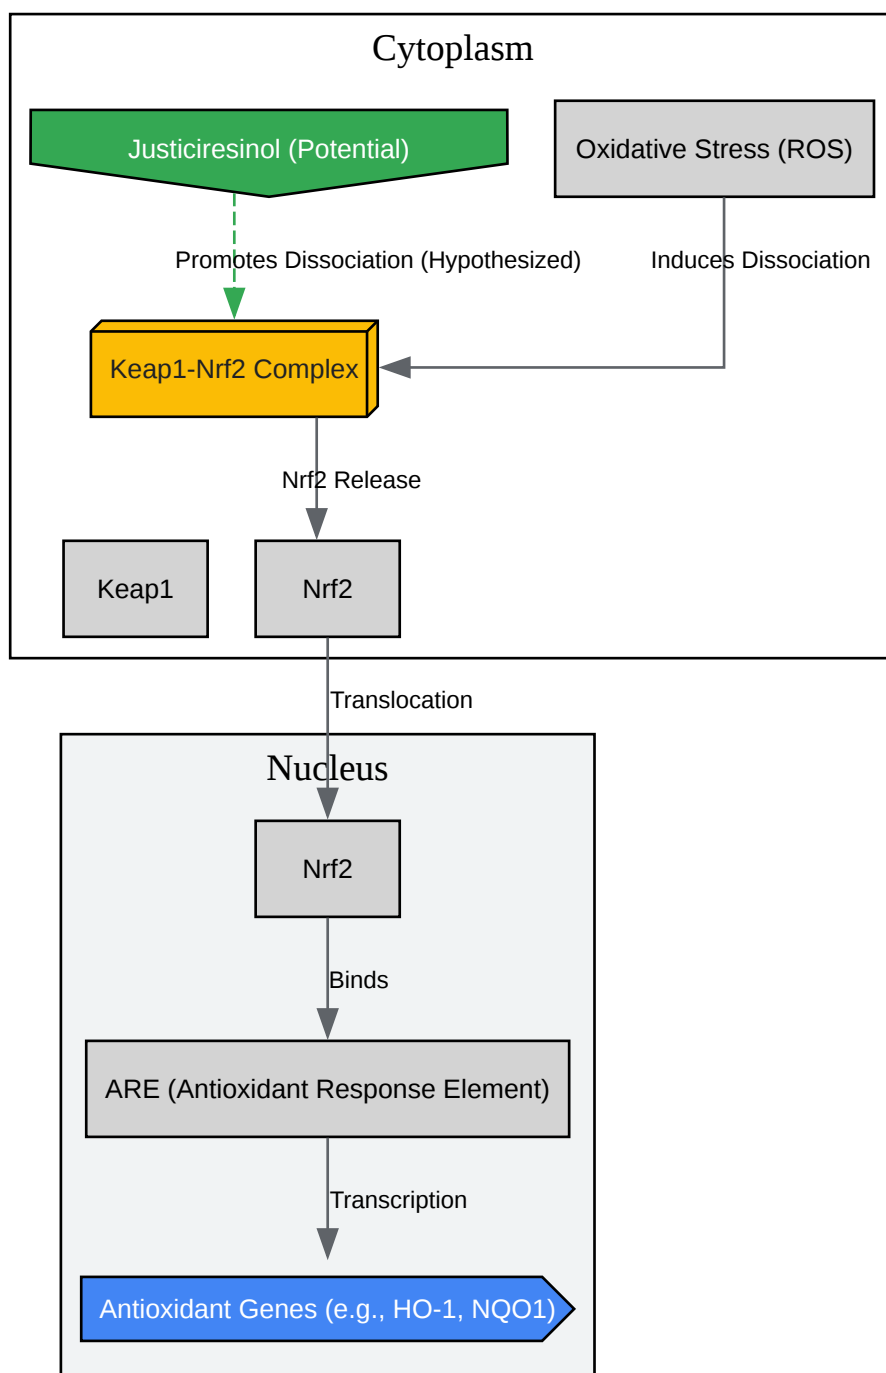 Cytoplasm
Justiciresinol (Potential)
Oxidative Stress (ROS)
Promotes Dissociation (Hypothesized)
Induces Dissociation
Keap1-Nrf2 Complex
Nrf2 Release
Keap1
Nrf2
Translocation
Nucleus
Nrf2
Binds
ARE (Antioxidant Response Element)
Transcription
Antioxidant Genes (e.g., HO-1, NQO1)